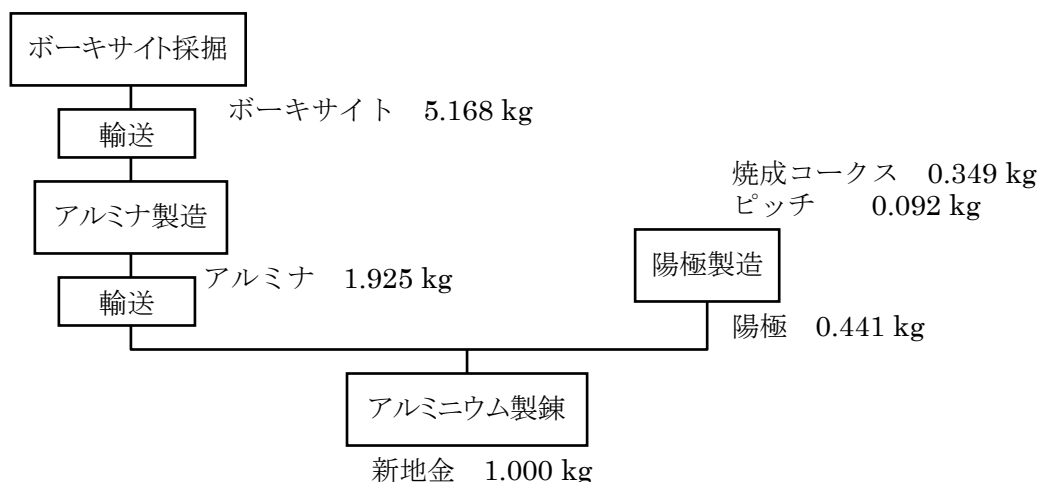 ボーキサイト採掘
ボーキサイト 5.168 kg
輸送
焼成コークス 0.349 kg
ピッチ 0.092 kg
アルミナ製造
陽極製造
アルミナ 1.925 kg
輸送
陽極 0.441 kg
アルミニウム製錬
新地金 1.000 kg